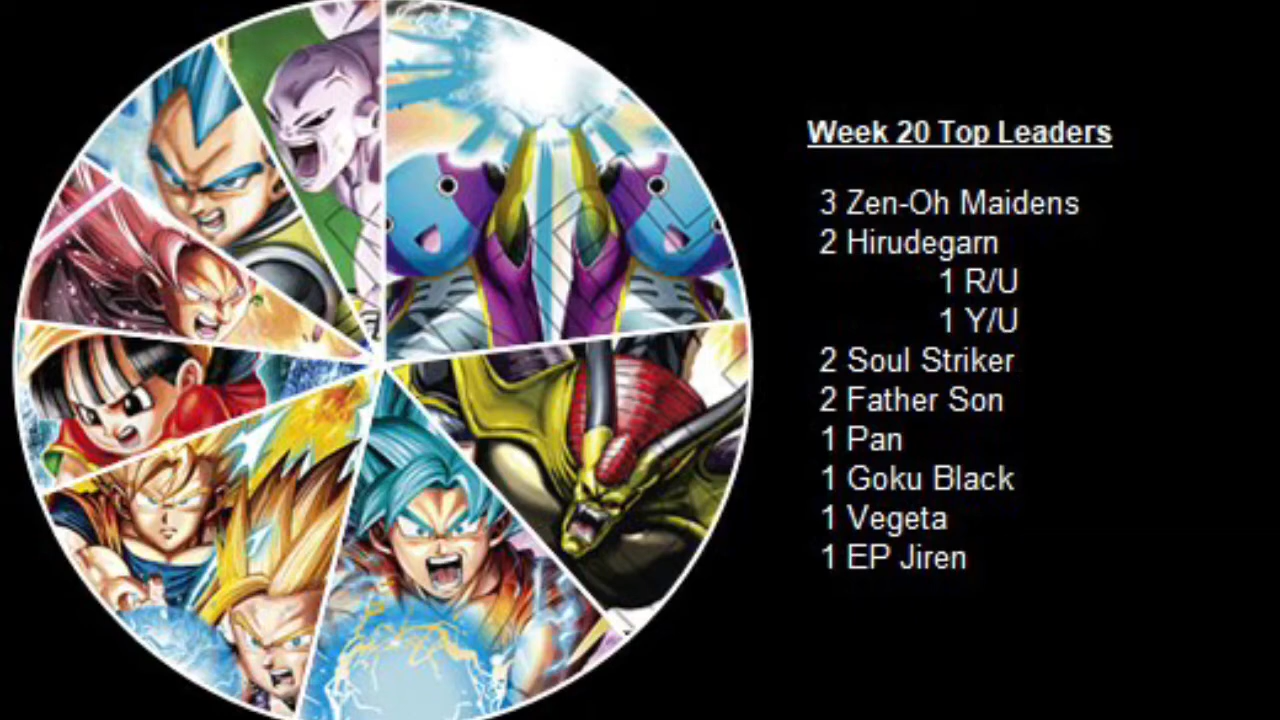 Week 20 Top Leaders
3 Zen-Oh Maidens
2 Hirudegarn
1 R/U
1 Y/U
2 Soul Striker
2 Father Son
1 Pan
1 Goku Black
1 Vegeta
1 EP Jiren